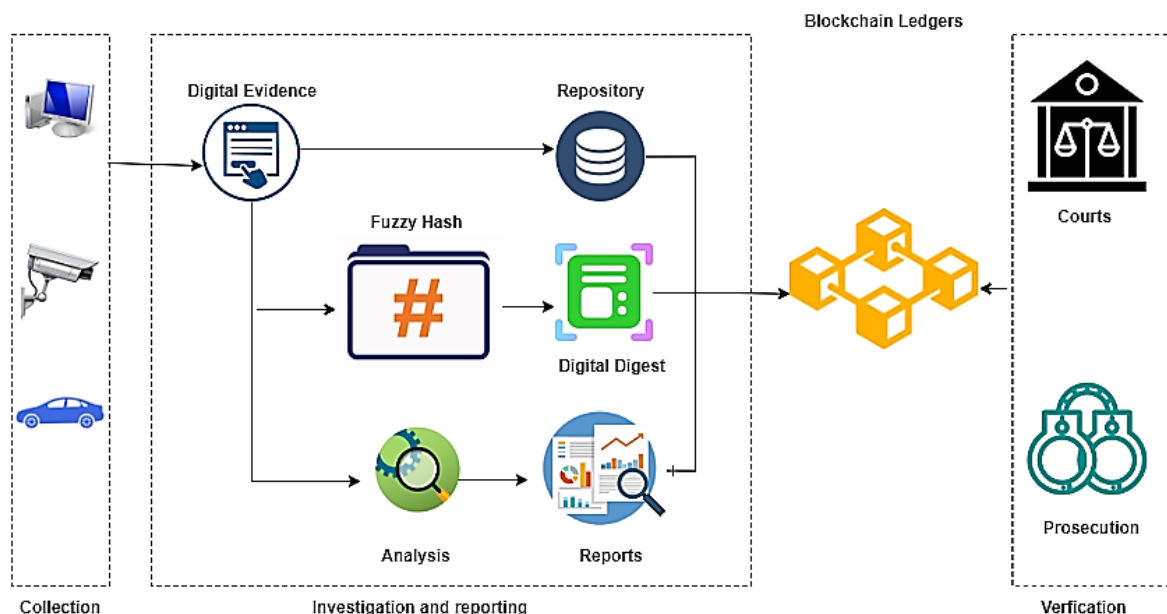 Blockchain Ledgers
Digital Evidence
Repository
Fuzzy Hash
#
Courts
Digital Digest
Analysis
Reports
Prosecution
Collection
Investigation and reporting
Verfication